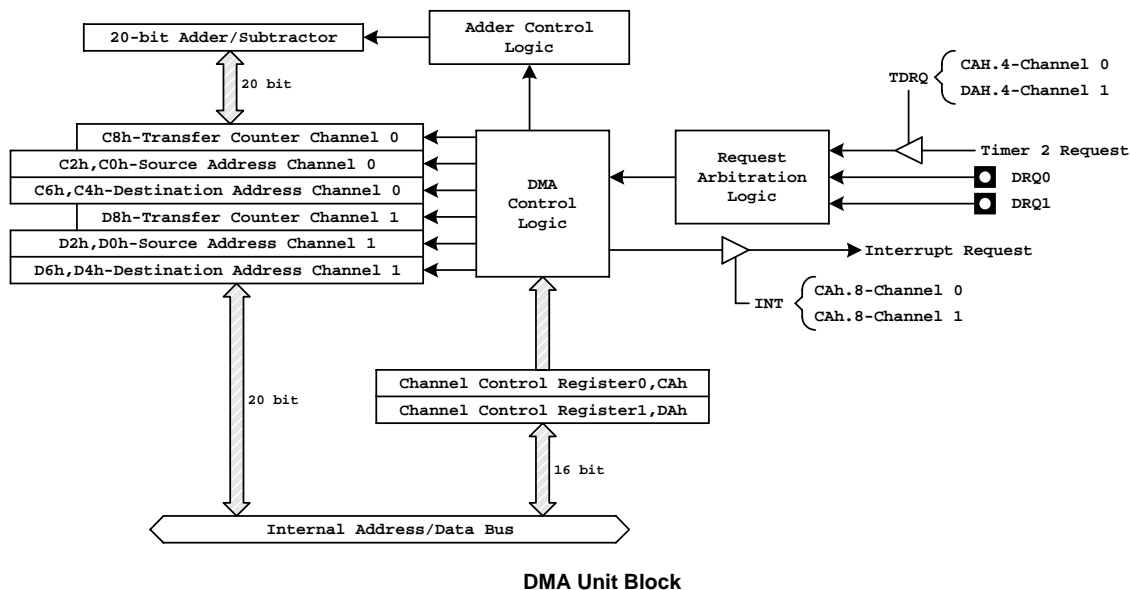 20-bit Adder/Subtractor
Adder Control
Logic
20 bit
TDRQ
CAH.4-Channel 0
DAH.4-Channel 1
C8h-Transfer Counter Channel 0
C2h,C0h-Source Address Channel 0
C6h,C4h-Destination Address Channel 0
D8h-Transfer Counter Channel 1
D2h,D0h-Source Address Channel 1
D6h,D4h-Destination Address Channel 1
DMA
Control
Logic
Request
Arbitration
Logic
Timer 2 Request
DRQ0
DRQ1
Interrupt Request
INT
CAh.8-Channel 0
CAh.8-Channel 1
Channel Control Register0,CAh
Channel Control Register1,DAh
20 bit
16 bit
Internal Address/Data Bus
DMA Unit Block